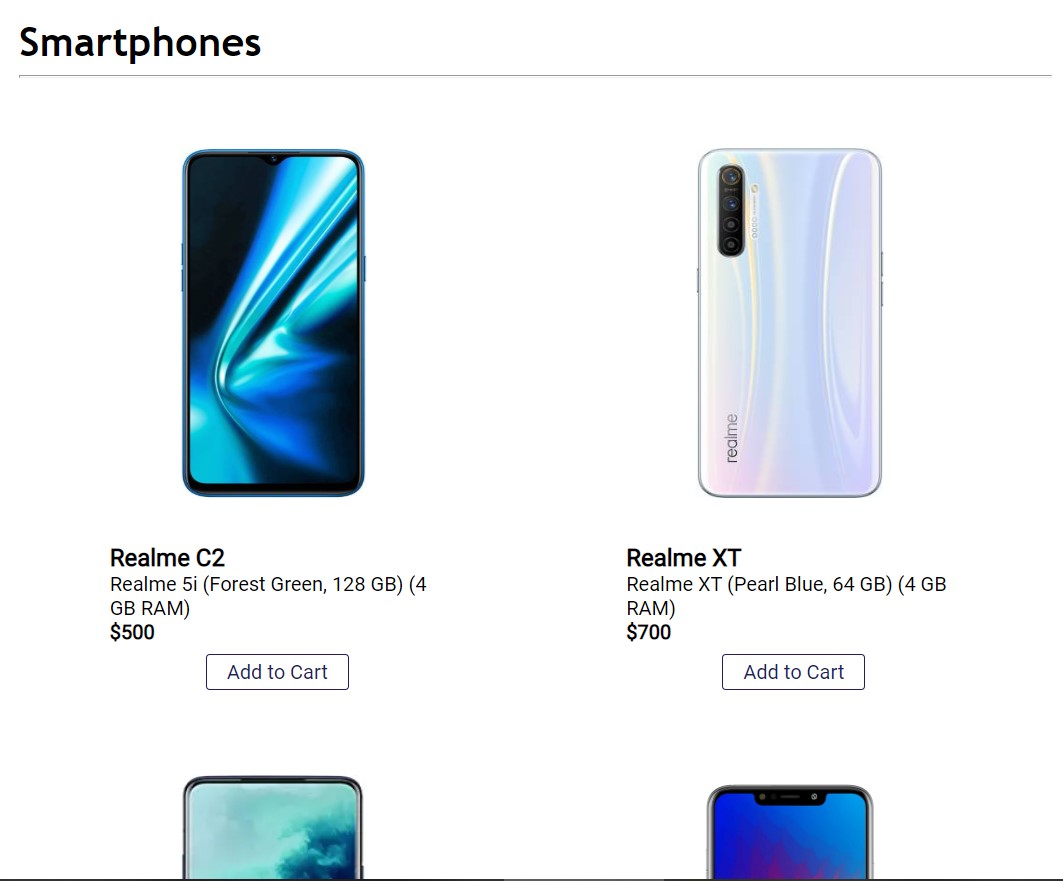 Smartphones
realme
Realme C2
Realme 5i (Forest Green, 128 GB) (4
GB RAM)
$500
Add to Cart
Realme XT
Realme XT (Pearl Blue, 64 GB) (4 GB
RAM)
$700
Add to Cart